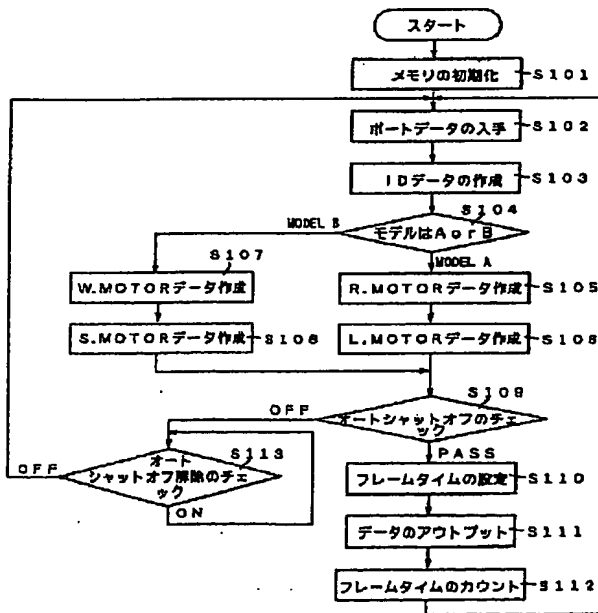 スタート
メモリの初期化 S101
ポートデータの入手 S102
IDデータの作成 S103
S104
モデルはAorB
MODEL B
MODEL A
S107
W.MOTORデータ作成
R.MOTORデータ作成 S105
S.MOTORデータ作成 S108
L.MOTORデータ作成 S106
S109
オートシャットオフのチェ
ック
OFF
PASS
S113
オート
シャットオフ解除のチェ
ック
OFF
ON
フレームタイムの設定 S110
データのアウトプット S111
フレームタイムのカウント S112